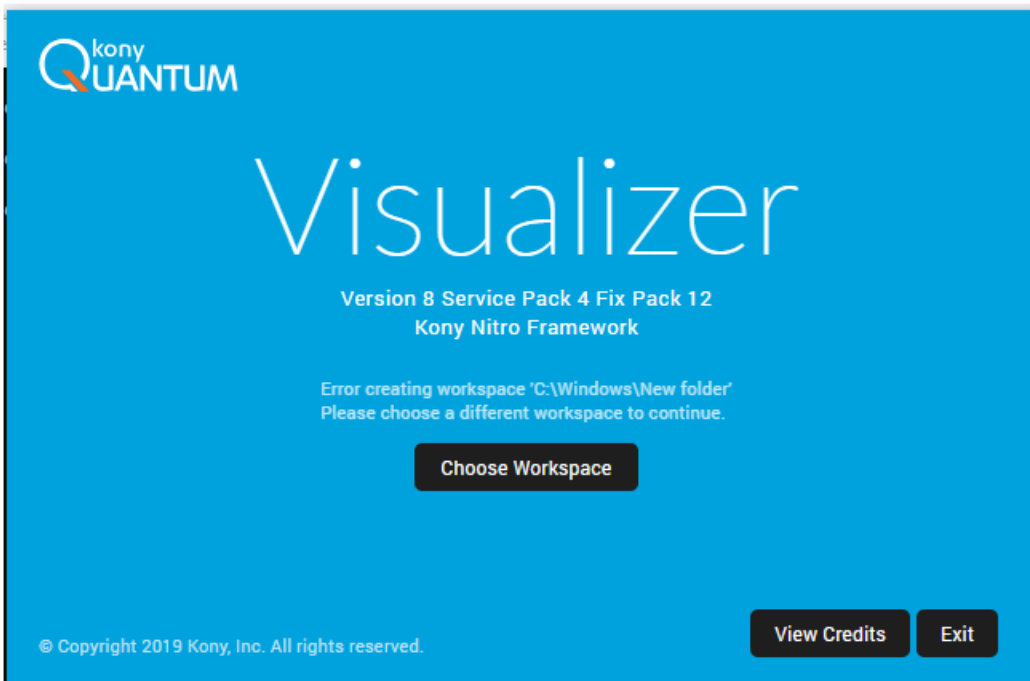 kony
QUANTUM
Visualizer
Version 8 Service Pack 4 Fix Pack 12
Kony Nitro Framework
Error creating workspace 'C:\Windows\New folder'
Please choose a different workspace to continue.
Choose Workspace
© Copyright 2019 Kony, Inc. All rights reserved.
View Credits
Exit